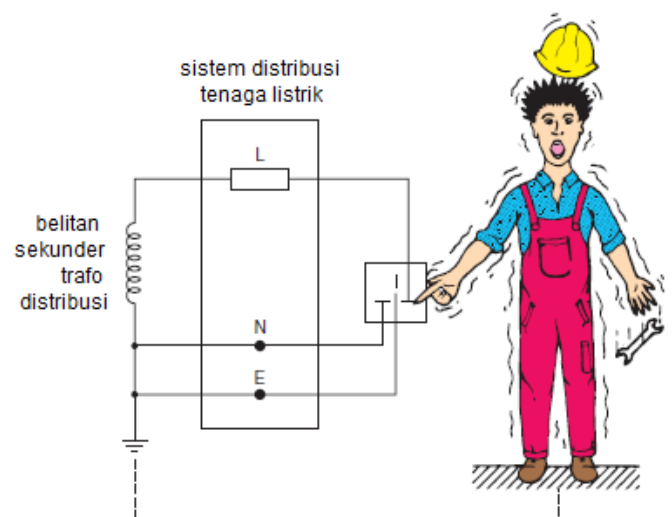 sistem distribusi
tenaga listrik
L
belitan
sekunder
trafo
distribusi
N
E